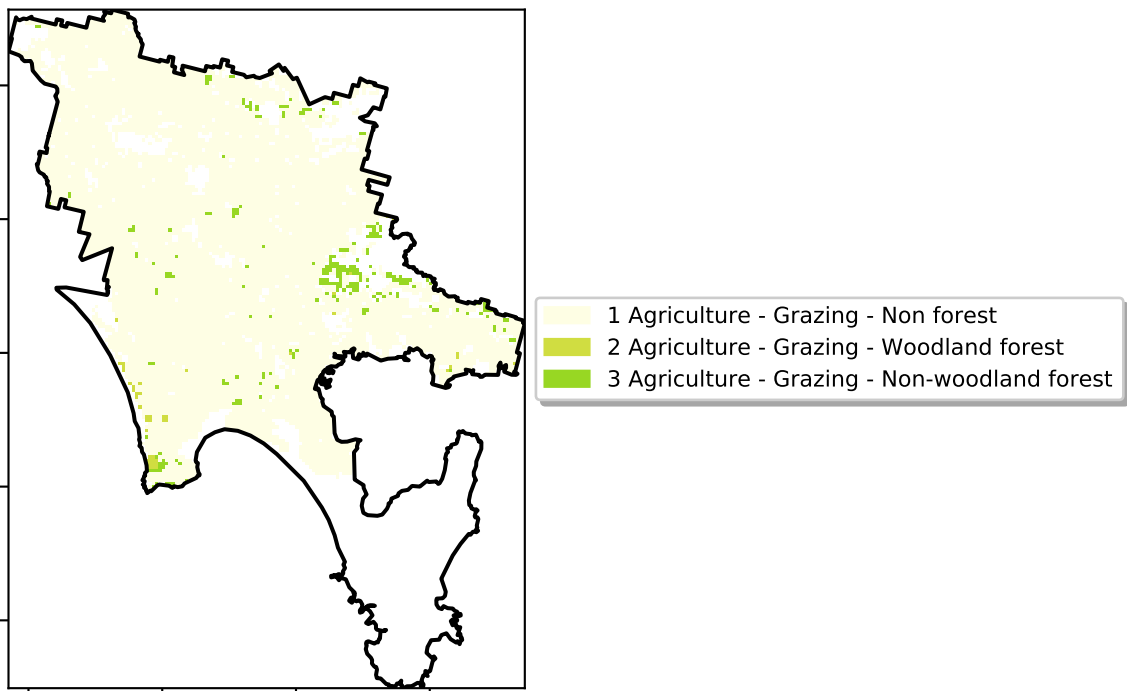 1 Agriculture - Grazing - Non forest
2 Agriculture - Grazing - Woodland forest
3 Agriculture - Grazing - Non-woodland forest